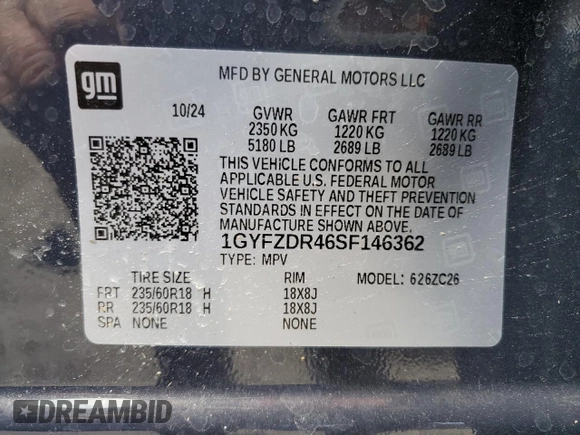 gm
MFD BY GENERAL MOTORS LLC
10/24 GVWR GAWR FRT GAWR RR
2350 KG 1220 KG 1220 KG
5180 LB 2689 LB 2689 LB
THIS VEHICLE CONFORMS TO ALL
APPLICABLE U.S. FEDERAL MOTOR
VEHICLE SAFETY AND THEFT PREVENTION
STANDARDS IN EFFECT ON THE DATE OF
MANUFACTURE SHOWN ABOVE.
1GYFZDR46SF146362
TYPE: MPV
TIRE SIZE RIM MODEL: 626ZC26
FRT 235/60R18 H 18X8J
RR 235/60R18 H 18X8J
SPA NONE NONE
DREAMBID